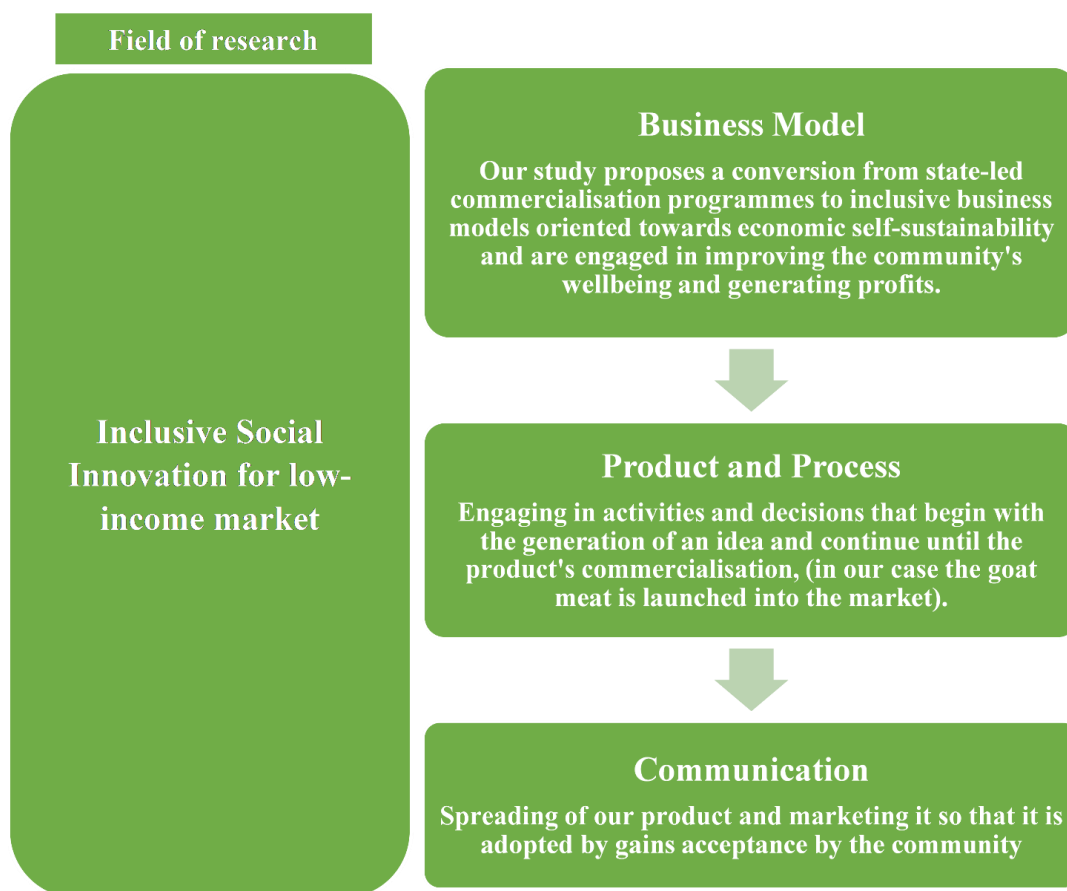 Field of research
Inclusive Social
Innovation for low-
income market
Business Model
Our study proposes a conversion from state-led
commercialisation programmes to inclusive business
models oriented towards economic self-sustainability
and are engaged in improving the community's
wellbeing and generating profits.
Product and Process
Engaging in activities and decisions that begin with
the generation of an idea and continue until the
product's commercialisation, (in our case the goat
meat is launched into the market).
Communication
Spreading of our product and marketing it so that it is
adopted by gains acceptance by the community